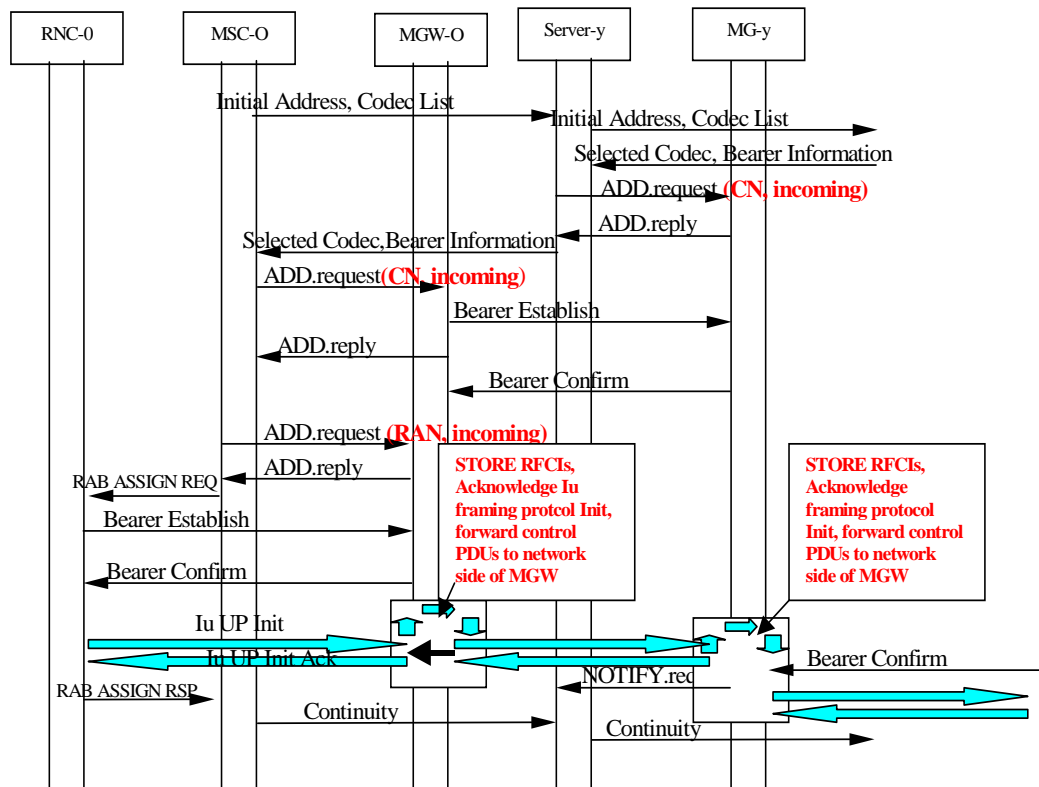 RNC-0
MSC-O
MGW-O
Server-y
MG-y
Initial Address, Codec List
Initial Address, Codec List
Selected Codec, Bearer Information
ADD.request (CN, incoming)
ADD.reply
Selected Codec,Bearer Information
ADD.request(CN, incoming)
Bearer Establish
ADD.reply
Bearer Confirm
ADD.request (RAN, incoming)
ADD.reply
RAB ASSIGN REQ
Bearer Establish
Bearer Confirm
STORE RFCIs,
Acknowledge Iu
framing protcol Init,
forward control
PDUs to network
side of MGW
STORE RFCIs,
Acknowledge
framing protocol
Init, forward control
PDUs to network
side of MGW
Iu UP Init
Iu UP Init Ack
Bearer Confirm
NOTIFY.req
RAB ASSIGN RSP
Continuity
Continuity